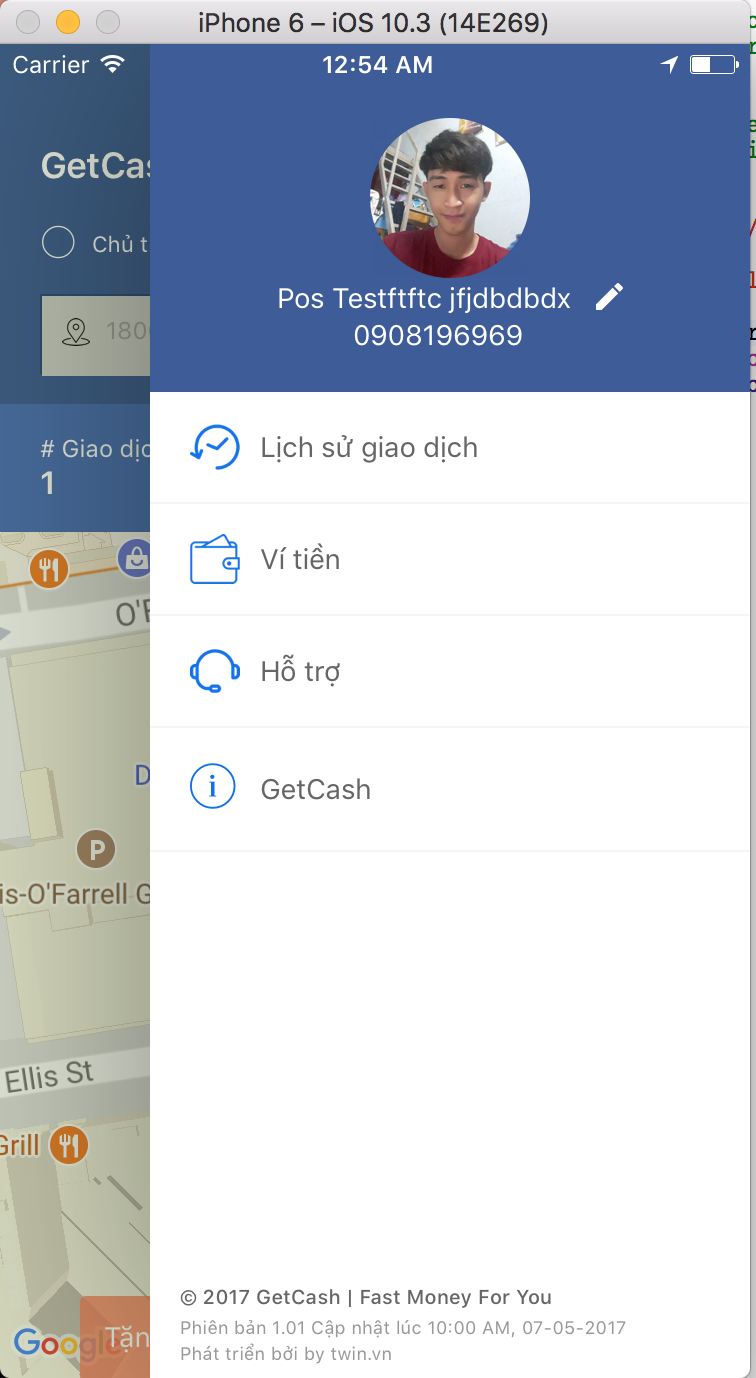 iPhone 6 – iOS 10.3 (14E269)
Carrier 12:54 AM
GetCas
Chủ t
180
# Giao dịc
1
Pos Testftftc jfjdbdbdx
0908196969
Lịch sử giao dịch
Ví tiền
Hỗ trợ
GetCash
O'F
D
P
is-O'Farrell G
Ellis St
Grill
Google
Tặn
© 2017 GetCash | Fast Money For You
Phiên bản 1.01 Cập nhật lúc 10:00 AM, 07-05-2017
Phát triển bởi by twin.vn